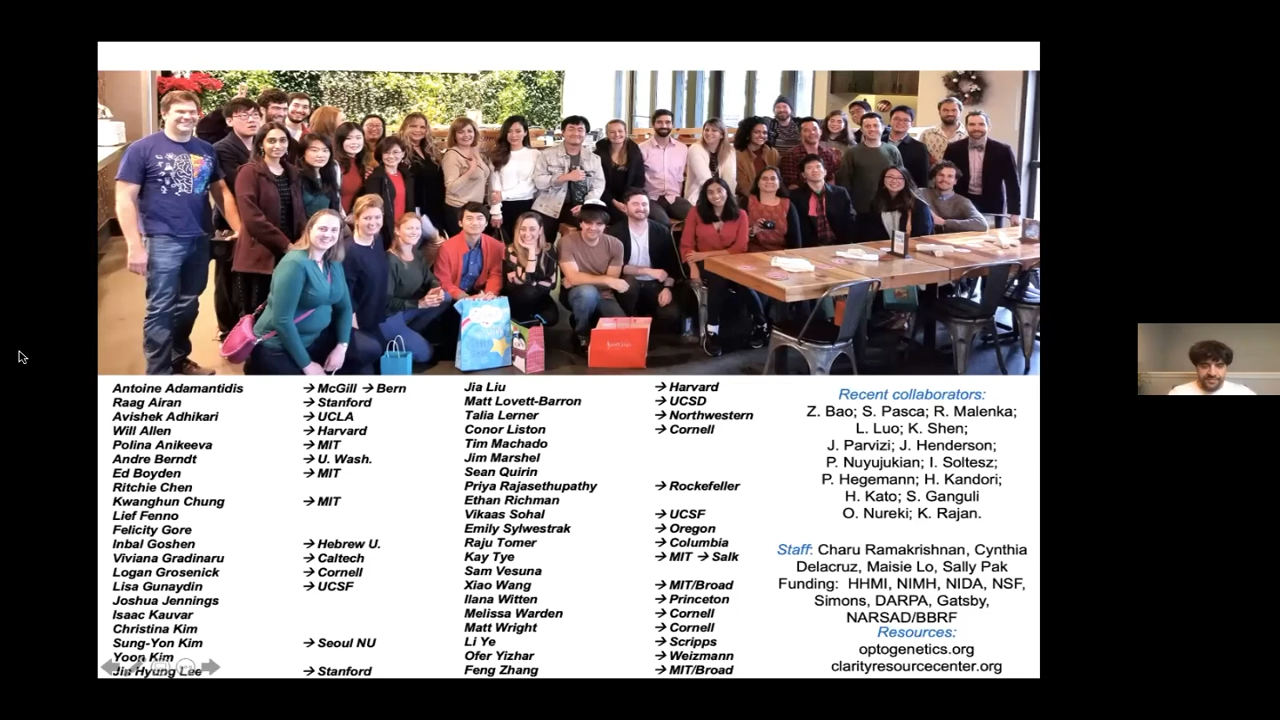 Antoine Adamantidis → McGill → Bern
Raag Airan → Stanford
Avishek Adhikari → UCLA
Will Allen → Harvard
Polina Anikeeva → MIT
Andre Berndt → U. Wash.
Ed Boyden → MIT
Ritchie Chen
Kwanghun Chung → MIT
Lief Fenno
Felicity Gore
Inbal Goshen → Hebrew U.
Viviana Gradinaru → Caltech
Logan Grosenick → Cornell
Lisa Gunaydin → UCSF
Joshua Jennings
Isaac Kauvar
Christina Kim
Sung-Yon Kim → Seoul NU
Yoon Kim
Jin Hyung Lee → Stanford
Jia Liu → Harvard
Matt Lovett-Barron → UCSD
Talia Lerner → Northwestern
Conor Liston → Cornell
Tim Machado
Jim Marshel
Sean Quirin
Priya Rajasethupathy → Rockefeller
Ethan Richman
Vikaas Sohal → UCSF
Emily Sylwestrak → Oregon
Raju Tomer → Columbia
Kay Tye → MIT → Salk
Sam Vesuna
Xiao Wang → MIT/Broad
Ilana Witten → Princeton
Melissa Warden → Cornell
Matt Wright → Cornell
Li Ye → Scripps
Ofer Yizhar → Weizmann
Feng Zhang → MIT/Broad
Recent collaborators:
Z. Bao; S. Pasca; R. Malenka;
L. Luo; K. Shen;
J. Parvizi; J. Henderson;
P. Nuyujukian; I. Soltesz;
P. Hegemann; H. Kandori;
H. Kato; S. Ganguli
O. Nureki; K. Rajan.
Staff: Charu Ramakrishnan, Cynthia
Delacruz, Maisie Lo, Sally Pak
Funding: HHMI, NIMH, NIDA, NSF,
Simons, DARPA, Gatsby,
NARSAD/BBRF
Resources:
optogenetics.org
clarityresourcecenter.org